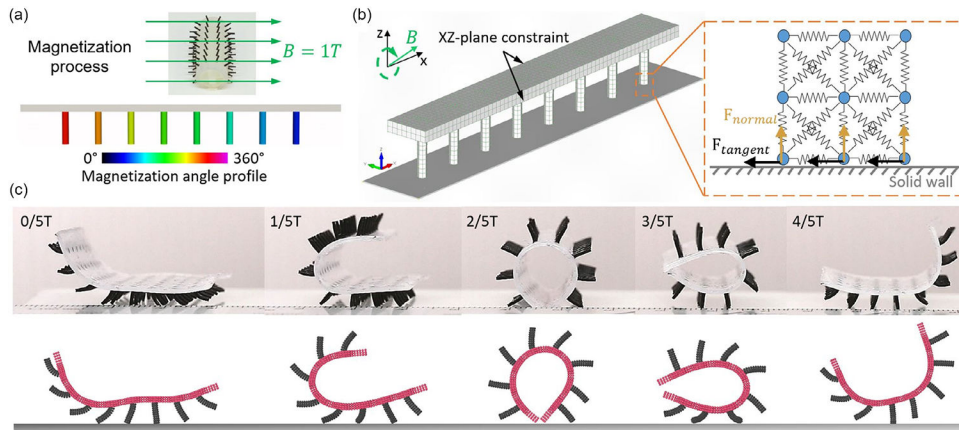 (a)
Magnetization
process
B = 1T
0°
360°
Magnetization angle profile
(b)
Z
B
X
XZ-plane constraint
F_normal
F_tangent
Solid wall
(c)
0/5T
1/5T
2/5T
3/5T
4/5T